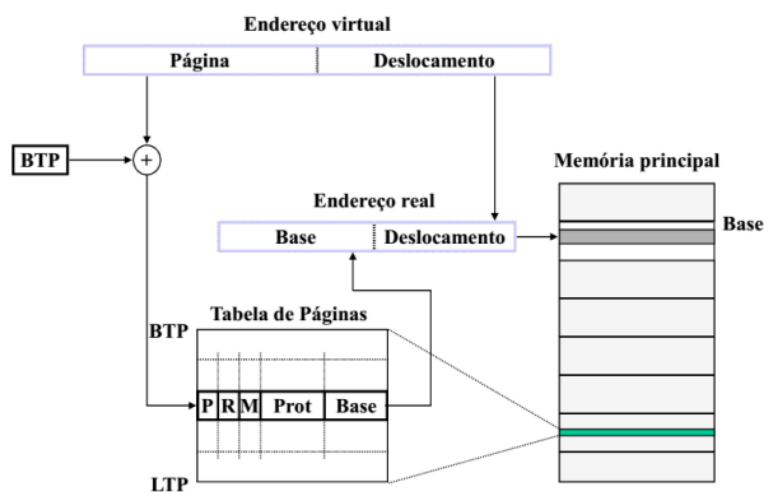 Endereço virtual
Página Deslocamento
BTP +
Memória principal
Endereço real
Base Deslocamento
Base
Tabela de Páginas
BTP
P R M Prot Base
LTP